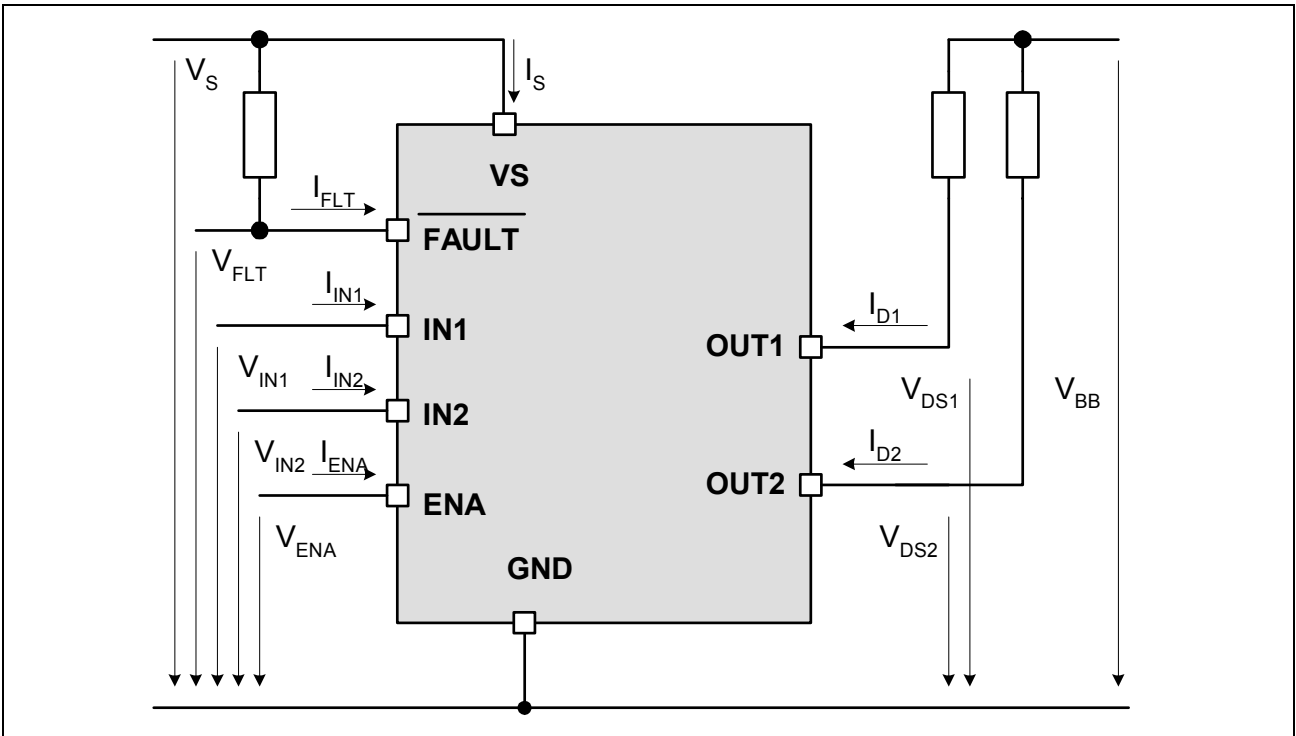 V_S
I_S
VS
I_FLT
FAULT
V_FLT
I_IN1
IN1
OUT1
I_D1
V_IN1
I_IN2
IN2
V_DS1
V_BB
V_IN2
I_ENA
ENA
OUT2
I_D2
V_ENA
V_DS2
GND